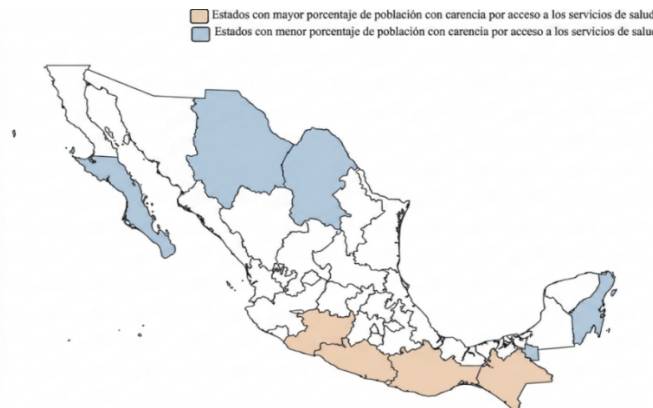 Estados con mayor porcentaje de población con carencia por acceso a los servicios de salud
Estados con menor porcentaje de población con carencia por acceso a los servicios de salud